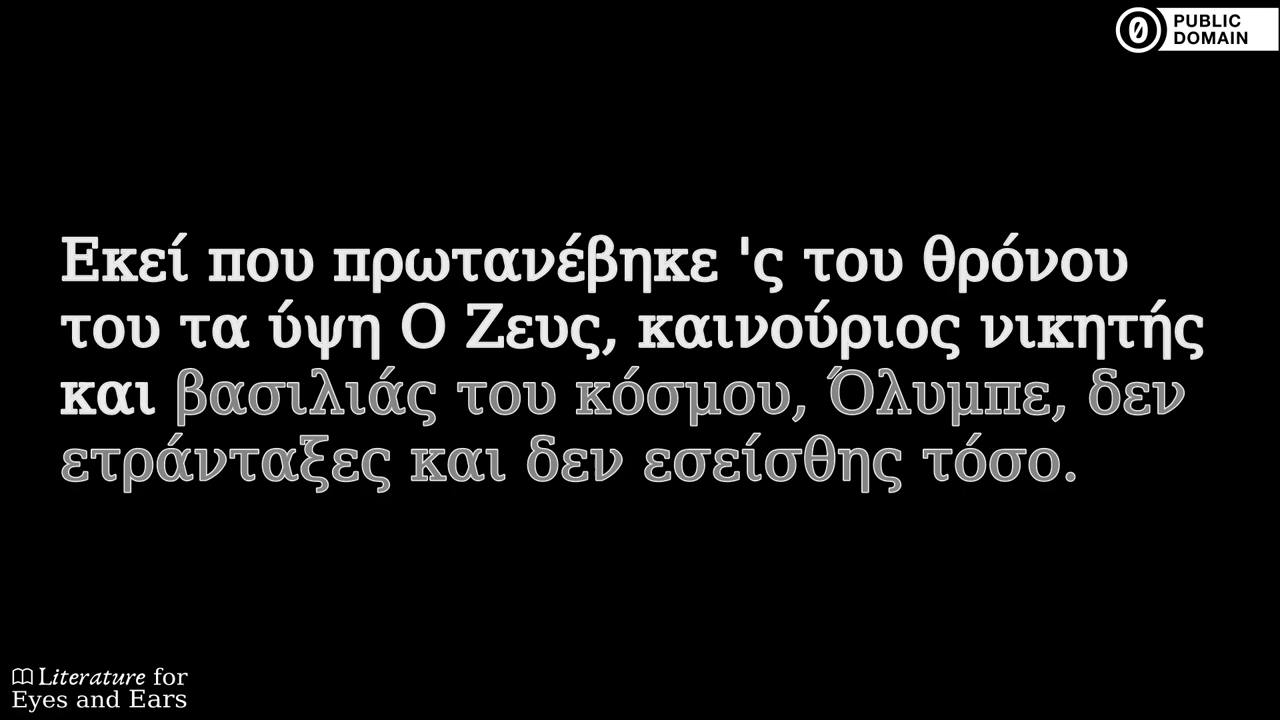 PUBLIC
DOMAIN
Εκεί που πρωτανέβηκε 'ς του θρόνου
του τα ύψη Ο Ζευς, καινούριος νικητής
και βασιλιάς του κόσμου, Όλυμπε, δεν
ετράνταξες και δεν εσείσθης τόσο.
Literature for
Eyes and Ears